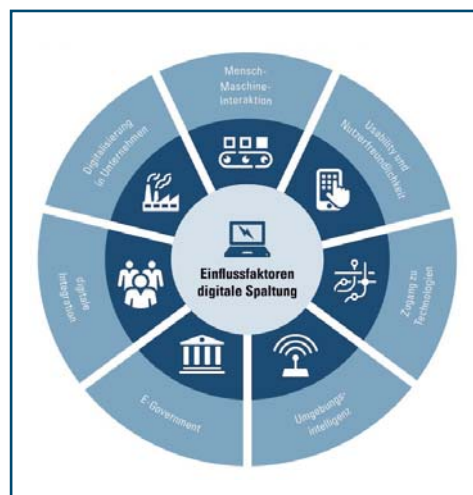 Mensch-
Maschine-
Interaktion
Usability und
Nutzerfreundlichkeit
Zugang zu
Technologien
Umgebungs-
intelligenz
E-Government
digitale
Integration
Digitalisierung
in Unternehmen
Einflussfaktoren
digitale Spaltung